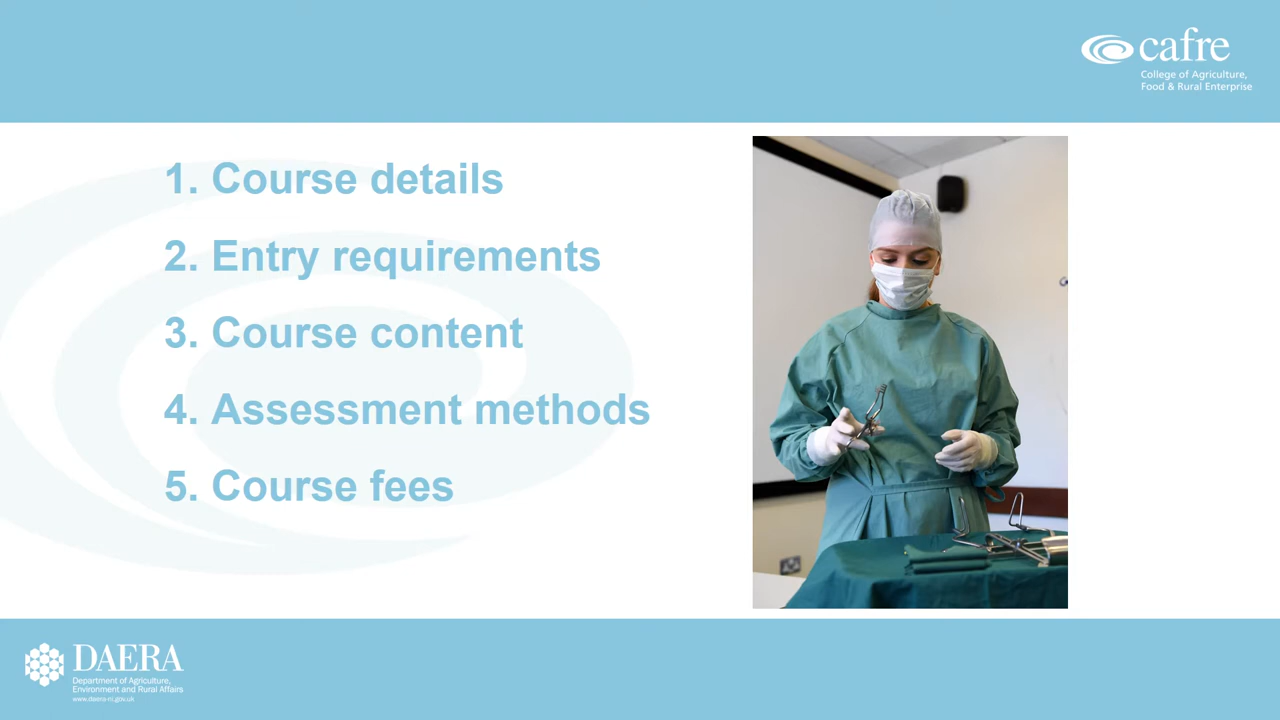 cafre
College of Agriculture,
Food & Rural Enterprise
1. Course details
2. Entry requirements
3. Course content
4. Assessment methods
5. Course fees
DAERA
Department of Agriculture,
Environment and Rural Affairs
www.daera-ni.gov.uk